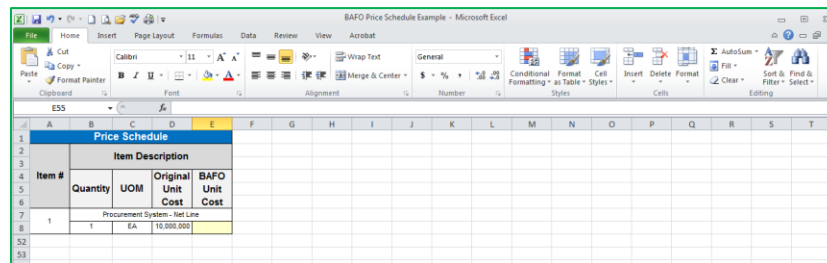 BAFO Price Schedule Example - Microsoft Excel
File Home Insert Page Layout Formulas Data Review View Acrobat
Cut
Copy
Format Painter
Paste
Clipboard
Calibri 11 A A
B I U A
Font
Wrap Text
Merge & Center
Alignment
General
$ % , .0 .00 .00 .0
Number
Conditional Formatting
Format as Table
Cell Styles
Styles
Insert Delete Format
Cells
Σ AutoSum
Fill
Clear
Sort & Filter
Find & Select
Editing
E55 fx
A B C D E F G H I J K L M N O P Q R S T
1 Price Schedule
2
3 Item Description
4 Item # Original BAFO
5 Quantity UOM Unit Unit
6 Cost Cost
7 1 Procurement System - Net Line
8 1 EA 10,000,000
52
53